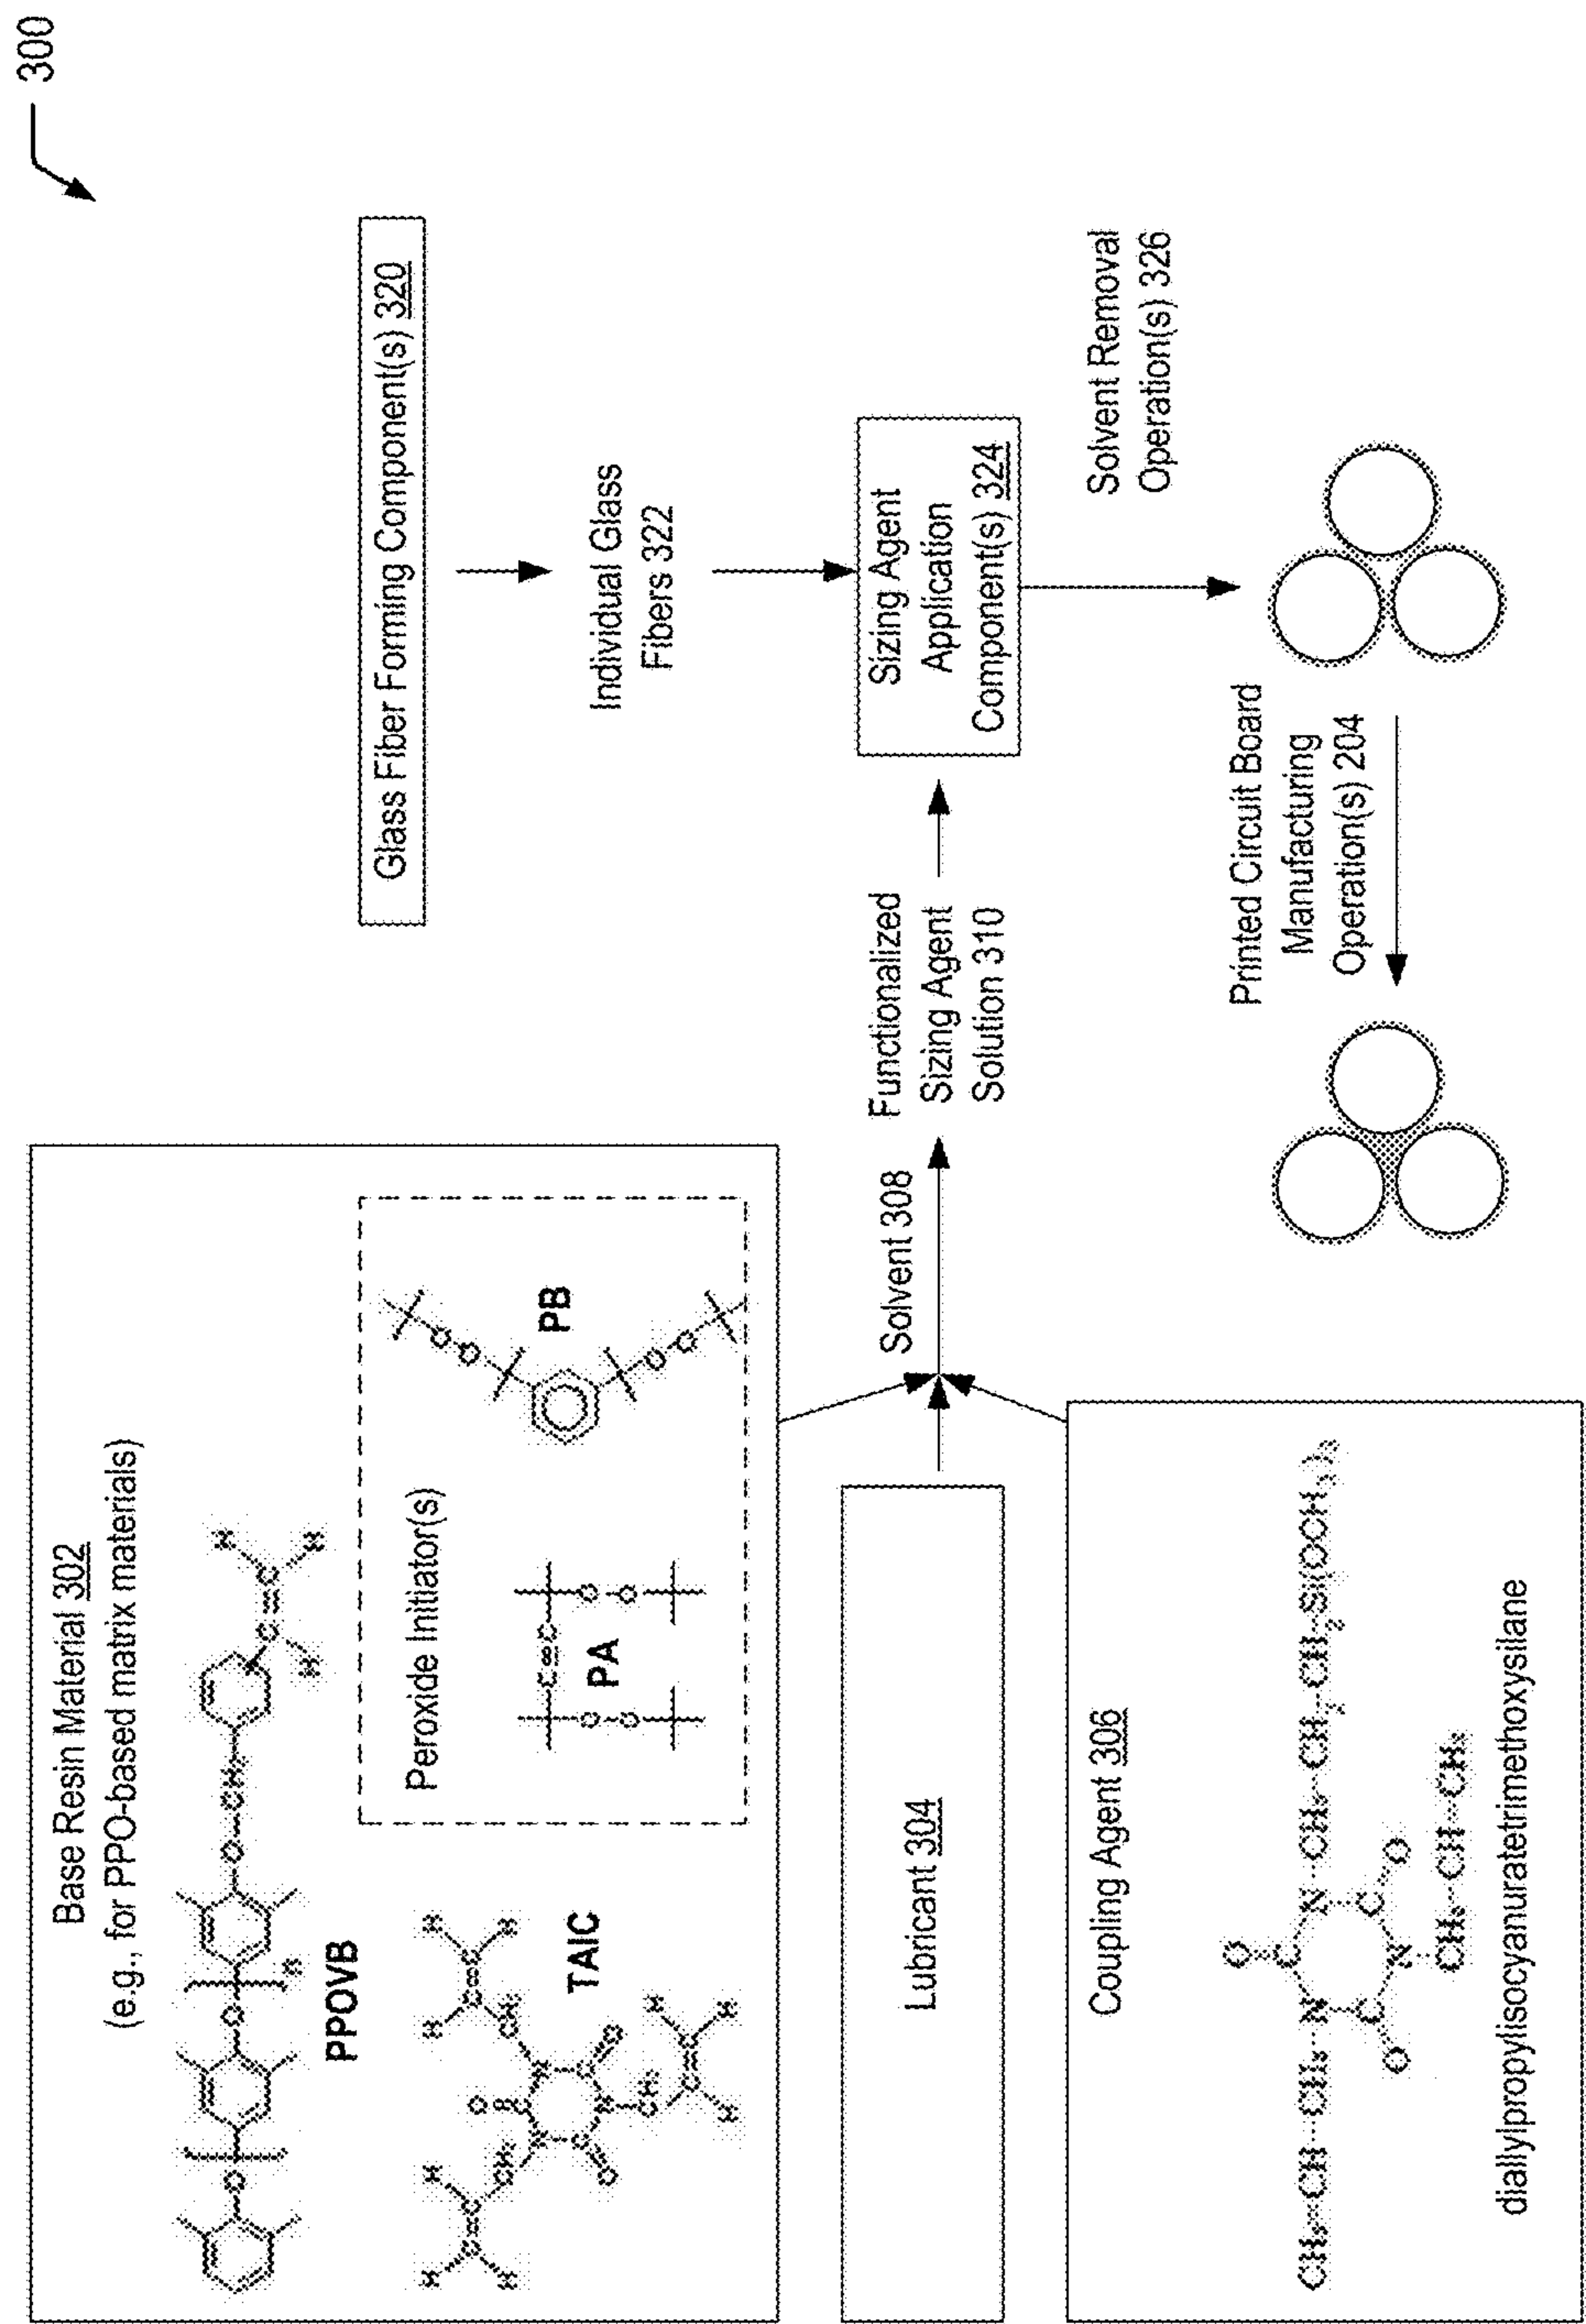 300
Base Resin Material 302
(e.g., for PPO-based matrix materials)
PPOVB
TAIC
Peroxide Initiator(s)
PA
PB
Lubricant 304
Coupling Agent 306
diallylpropylisocyanuratetrimethoxysilane
Solvent 308
Functionalized
Sizing Agent
Solution 310
Glass Fiber Forming Component(s) 320
Individual Glass
Fibers 322
Sizing Agent
Application
Component(s) 324
Solvent Removal
Operation(s) 326
Printed Circuit Board
Manufacturing
Operation(s) 204